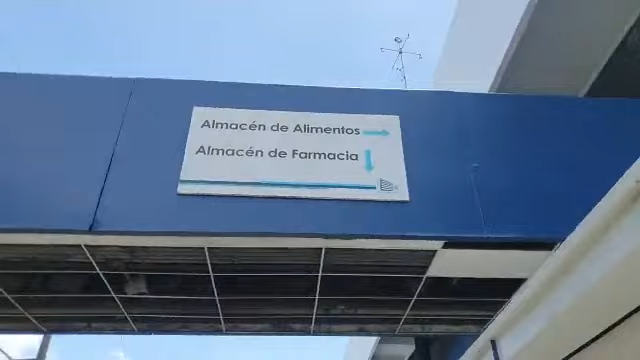 Almacén de Alimentos →
Almacén de Farmacia ↓